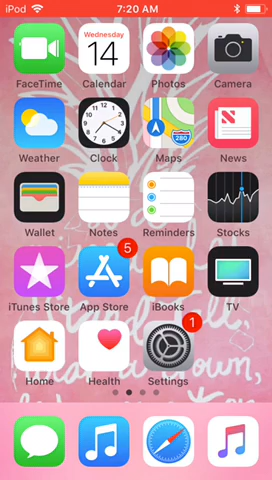 iPod 7:20 AM
Wednesday
14
FaceTime Calendar Photos Camera
280
Weather Clock Maps News
Wallet Notes Reminders Stocks
5
iTunes Store App Store iBooks TV
1
Home Health Settings